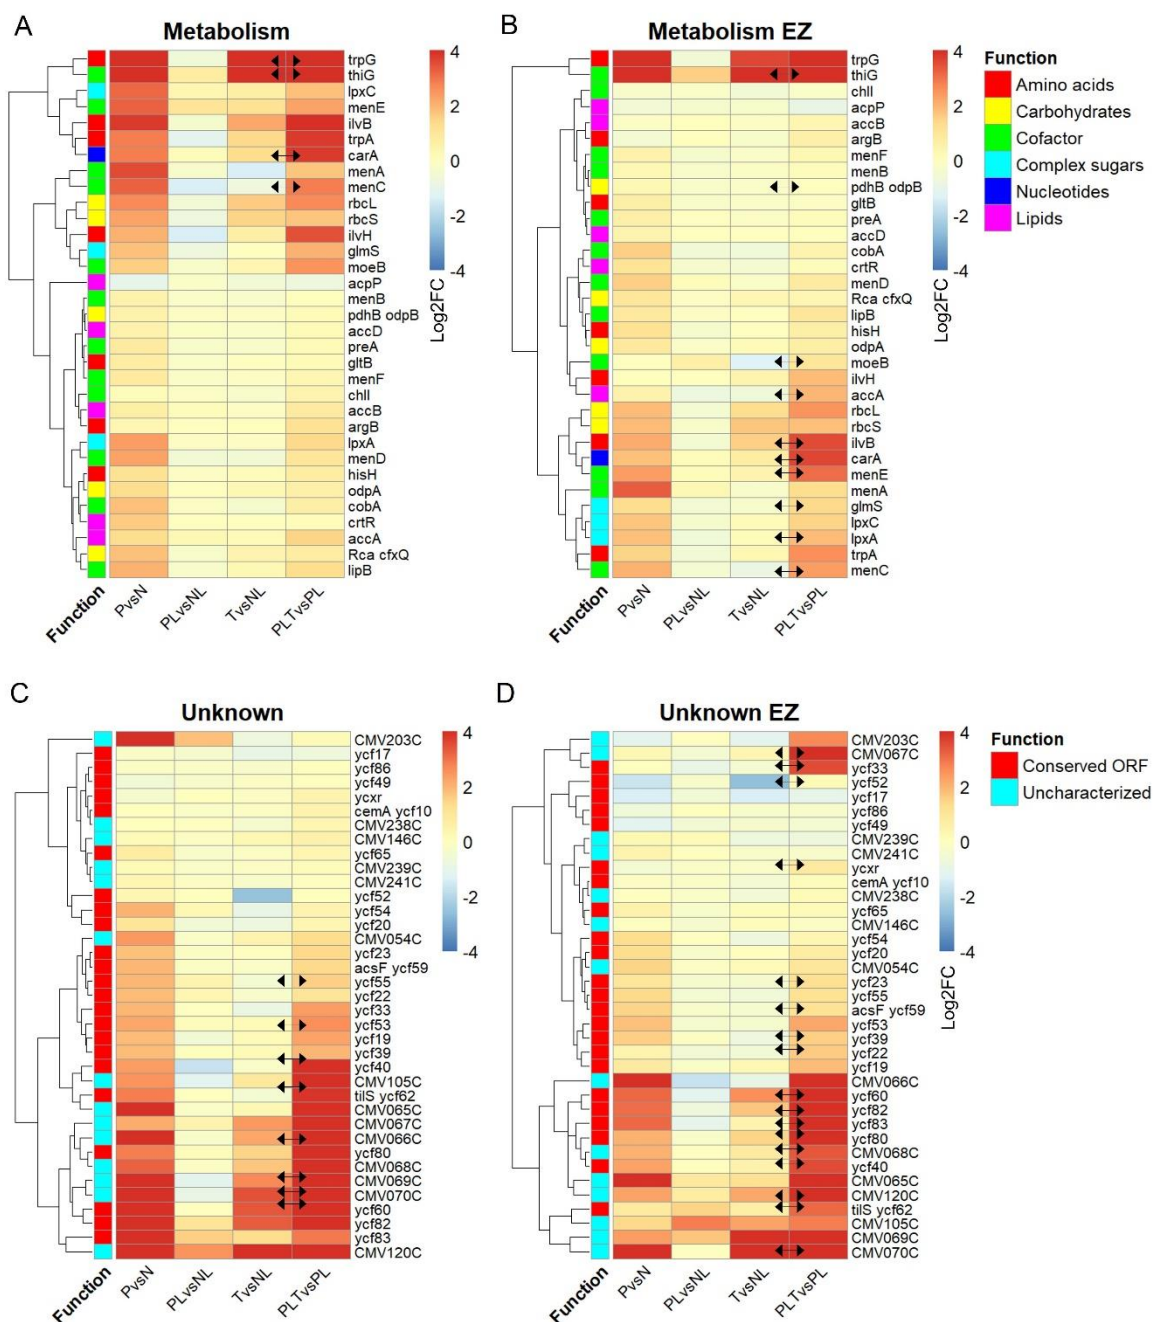 A
Metabolism
trpG
thiG
lpxC
menE
ilvB
trpA
carA
menA
menC
rbcL
rbcS
ilvH
glmS
moeB
acpP
menB
pdhB odpB
accD
preA
gltB
menF
chlI
accB
argB
lpxA
menD
hisH
odpA
cobA
crtR
accA
Rca cfxQ
lipB
4
2
0
-2
-4
Log2FC
Function
PvsN
PLvsNL
TvsNL
PLTvsPL
B
Metabolism EZ
trpG
thiG
chlI
acpP
accB
argB
menF
menB
pdhB odpB
gltB
preA
accD
cobA
crtR
menD
Rca cfxQ
lipB
hisH
odpA
moeB
ilvH
accA
rbcL
rbcS
ilvB
carA
menE
menA
glmS
lpxC
lpxA
trpA
menC
4
2
0
-2
-4
Log2FC
Function
PvsN
PLvsNL
TvsNL
PLTvsPL
Function
Amino acids
Carbohydrates
Cofactor
Complex sugars
Nucleotides
Lipids
C
Unknown
CMV203C
ycf17
ycf86
ycf49
ycxr
cemA ycf10
CMV238C
CMV146C
ycf65
CMV239C
CMV241C
ycf52
ycf54
ycf20
CMV054C
ycf23
acsF ycf59
ycf55
ycf22
ycf33
ycf53
ycf19
ycf39
ycf40
CMV105C
tilS ycf62
CMV065C
CMV067C
CMV066C
ycf80
CMV068C
CMV069C
CMV070C
ycf60
ycf82
ycf83
CMV120C
4
2
0
-2
-4
Log2FC
Function
PvsN
PLvsNL
TvsNL
PLTvsPL
D
Unknown EZ
CMV203C
CMV067C
ycf33
ycf52
ycf17
ycf86
ycf49
CMV239C
CMV241C
ycxr
cemA ycf10
CMV238C
ycf65
CMV146C
ycf54
ycf20
CMV054C
ycf23
ycf55
acsF ycf59
ycf53
ycf39
ycf22
ycf19
CMV066C
ycf60
ycf82
ycf83
ycf80
CMV068C
ycf40
CMV065C
CMV120C
tilS ycf62
CMV105C
CMV069C
CMV070C
4
2
0
-2
-4
Log2FC
Function
PvsN
PLvsNL
TvsNL
PLTvsPL
Function
Conserved ORF
Uncharacterized